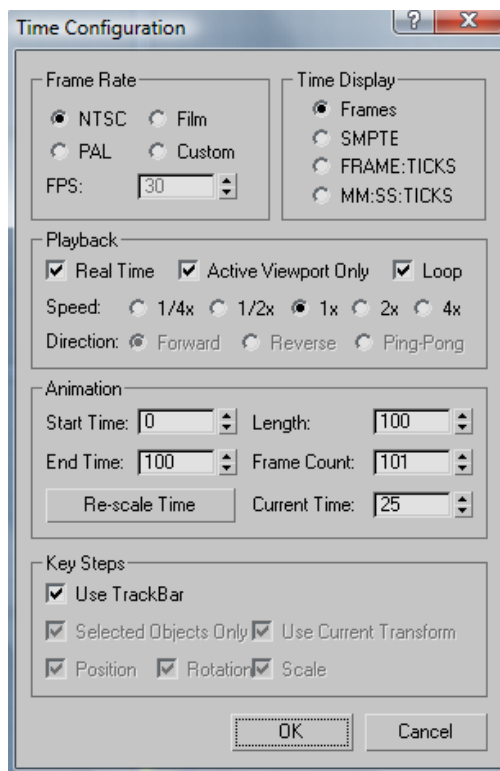 Time Configuration
Frame Rate
NTSC Film
PAL Custom
FPS: 30
Time Display
Frames
SMPTE
FRAME:TICKS
MM:SS:TICKS
Playback
Real Time Active Viewport Only Loop
Speed: 1/4x 1/2x 1x 2x 4x
Direction: Forward Reverse Ping-Pong
Animation
Start Time: 0 Length: 100
End Time: 100 Frame Count: 101
Re-scale Time Current Time: 25
Key Steps
Use TrackBar
Selected Objects Only Use Current Transform
Position Rotation Scale
OK Cancel